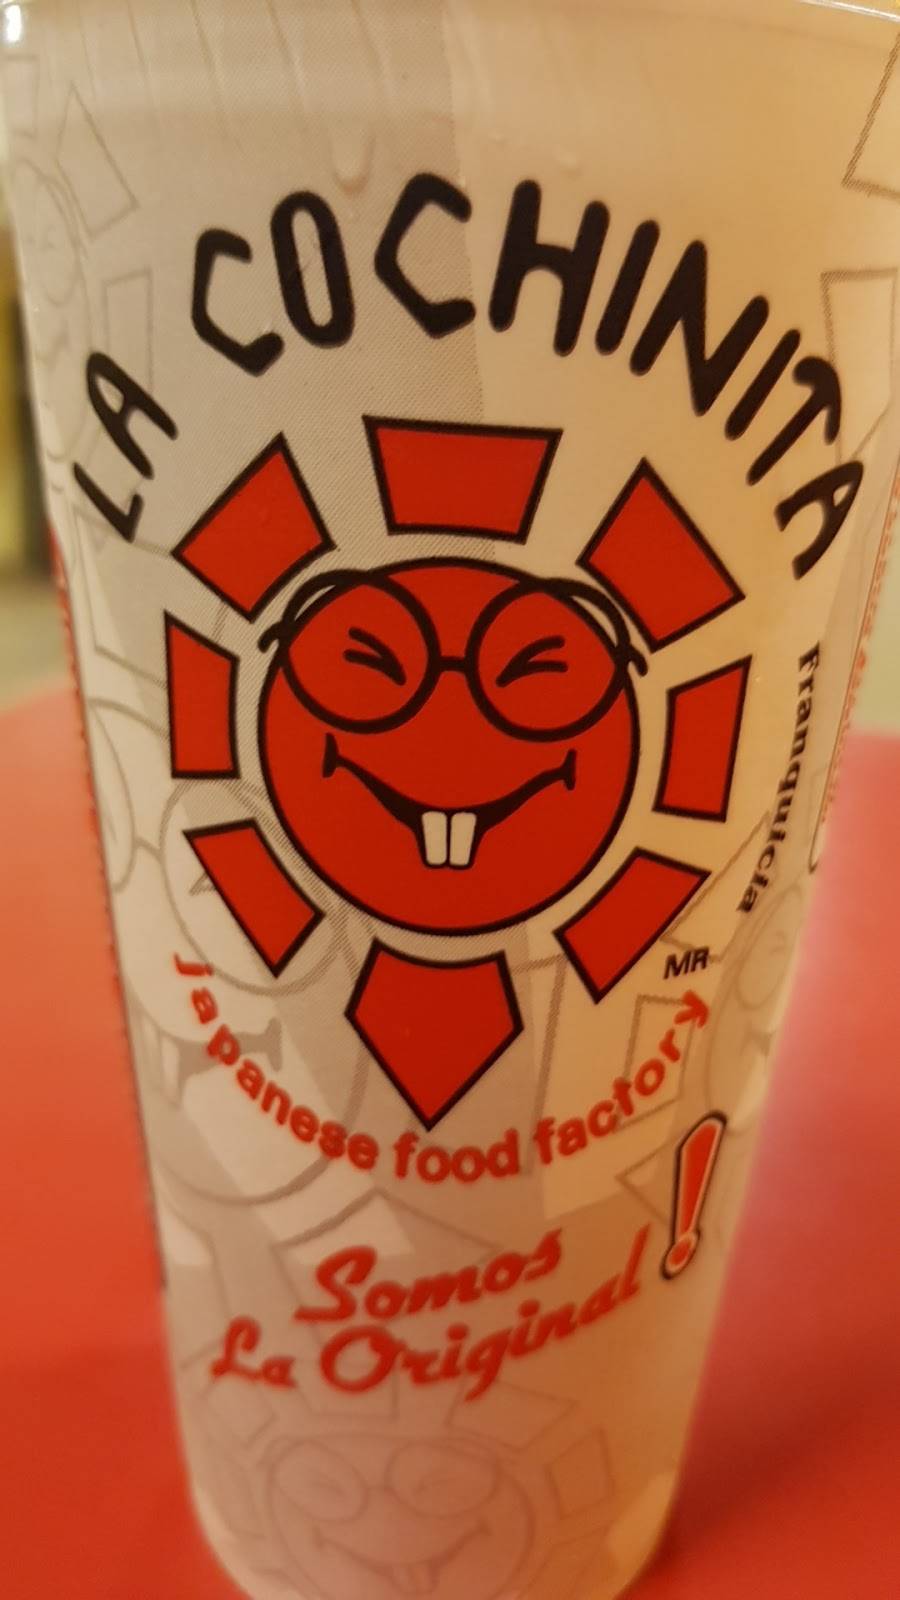 LA COCHINITA
Franquicia
MR
japanese food factory
Somos
La Original!